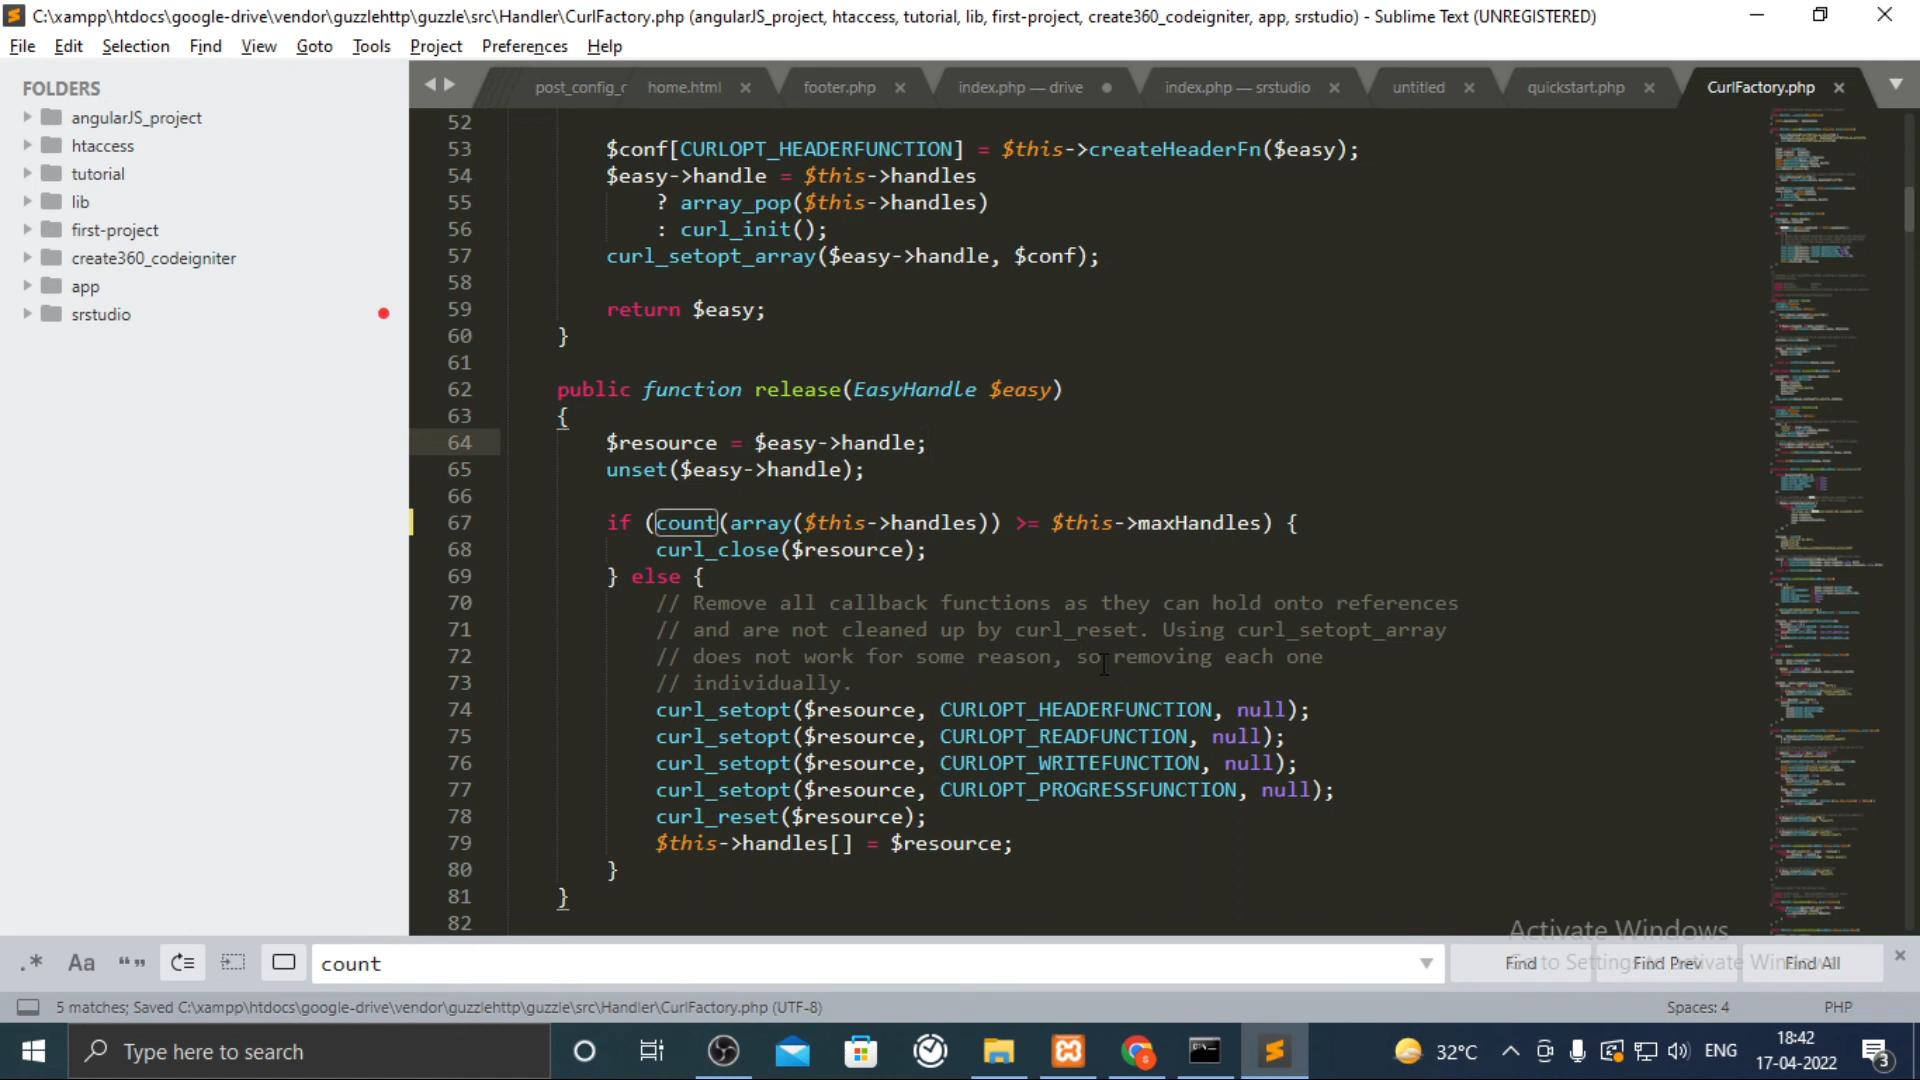 C:\xampp\htdocs\google-drive\vendor\guzzlehttp\guzzle\src\Handler\CurlFactory.php (angularJS_project, htaccess, tutorial, lib, first-project, create360_codeigniter, app, srstudio) - Sublime Text (UNREGISTERED)
File Edit Selection Find View Goto Tools Project Preferences Help
FOLDERS
angularJS_project
htaccess
tutorial
lib
first-project
create360_codeigniter
app
srstudio
post_config_c home.html footer.php index.php — drive index.php — srstudio untitled quickstart.php CurlFactory.php
52
53 $conf[CURLOPT_HEADERFUNCTION] = $this->createHeaderFn($easy);
54 $easy->handle = $this->handles
55 ? array_pop($this->handles)
56 : curl_init();
57 curl_setopt_array($easy->handle, $conf);
58
59 return $easy;
60 }
61
62 public function release(EasyHandle $easy)
63 {
64 $resource = $easy->handle;
65 unset($easy->handle);
66
67 if (count(array($this->handles)) >= $this->maxHandles) {
68 curl_close($resource);
69 } else {
70 // Remove all callback functions as they can hold onto references
71 // and are not cleaned up by curl_reset. Using curl_setopt_array
72 // does not work for some reason, so removing each one
73 // individually.
74 curl_setopt($resource, CURLOPT_HEADERFUNCTION, null);
75 curl_setopt($resource, CURLOPT_READFUNCTION, null);
76 curl_setopt($resource, CURLOPT_WRITEFUNCTION, null);
77 curl_setopt($resource, CURLOPT_PROGRESSFUNCTION, null);
78 curl_reset($resource);
79 $this->handles[] = $resource;
80 }
81 }
82
Activate Windows
Go to Settings to activate Windows.
.* Aa “” count Find Find Prev Find All
5 matches; Saved C:\xampp\htdocs\google-drive\vendor\guzzlehttp\guzzle\src\Handler\CurlFactory.php (UTF-8) Spaces: 4 PHP
Type here to search 32°C ENG 18:42
17-04-2022 3